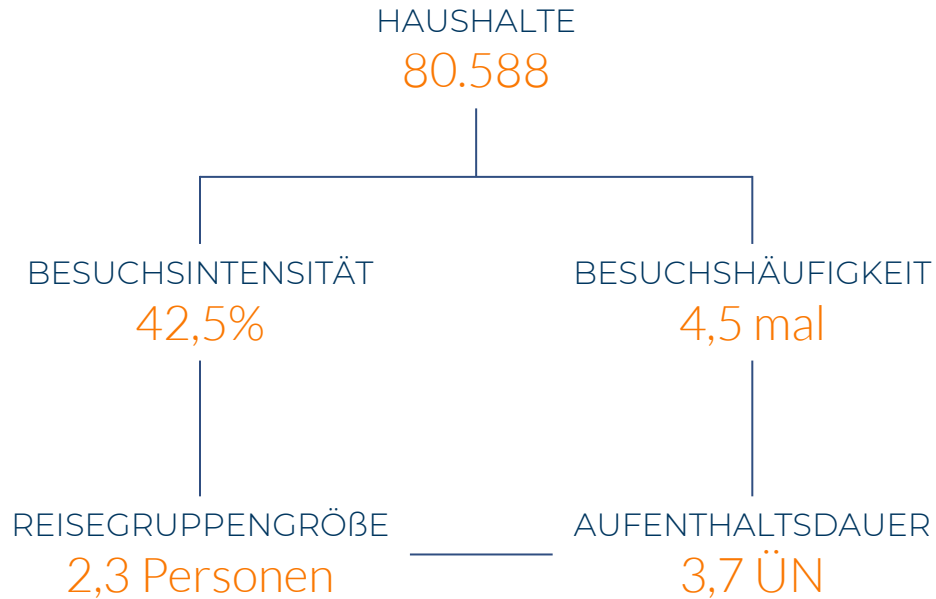 HAUSHALTE
80.588
BESUCHSINTENSITÄT
42,5%
BESUCHSHÄUFIGKEIT
4,5 mal
REISEGRUPPENGRÖßE
2,3 Personen
AUFENTHALTSDAUER
3,7 ÜN